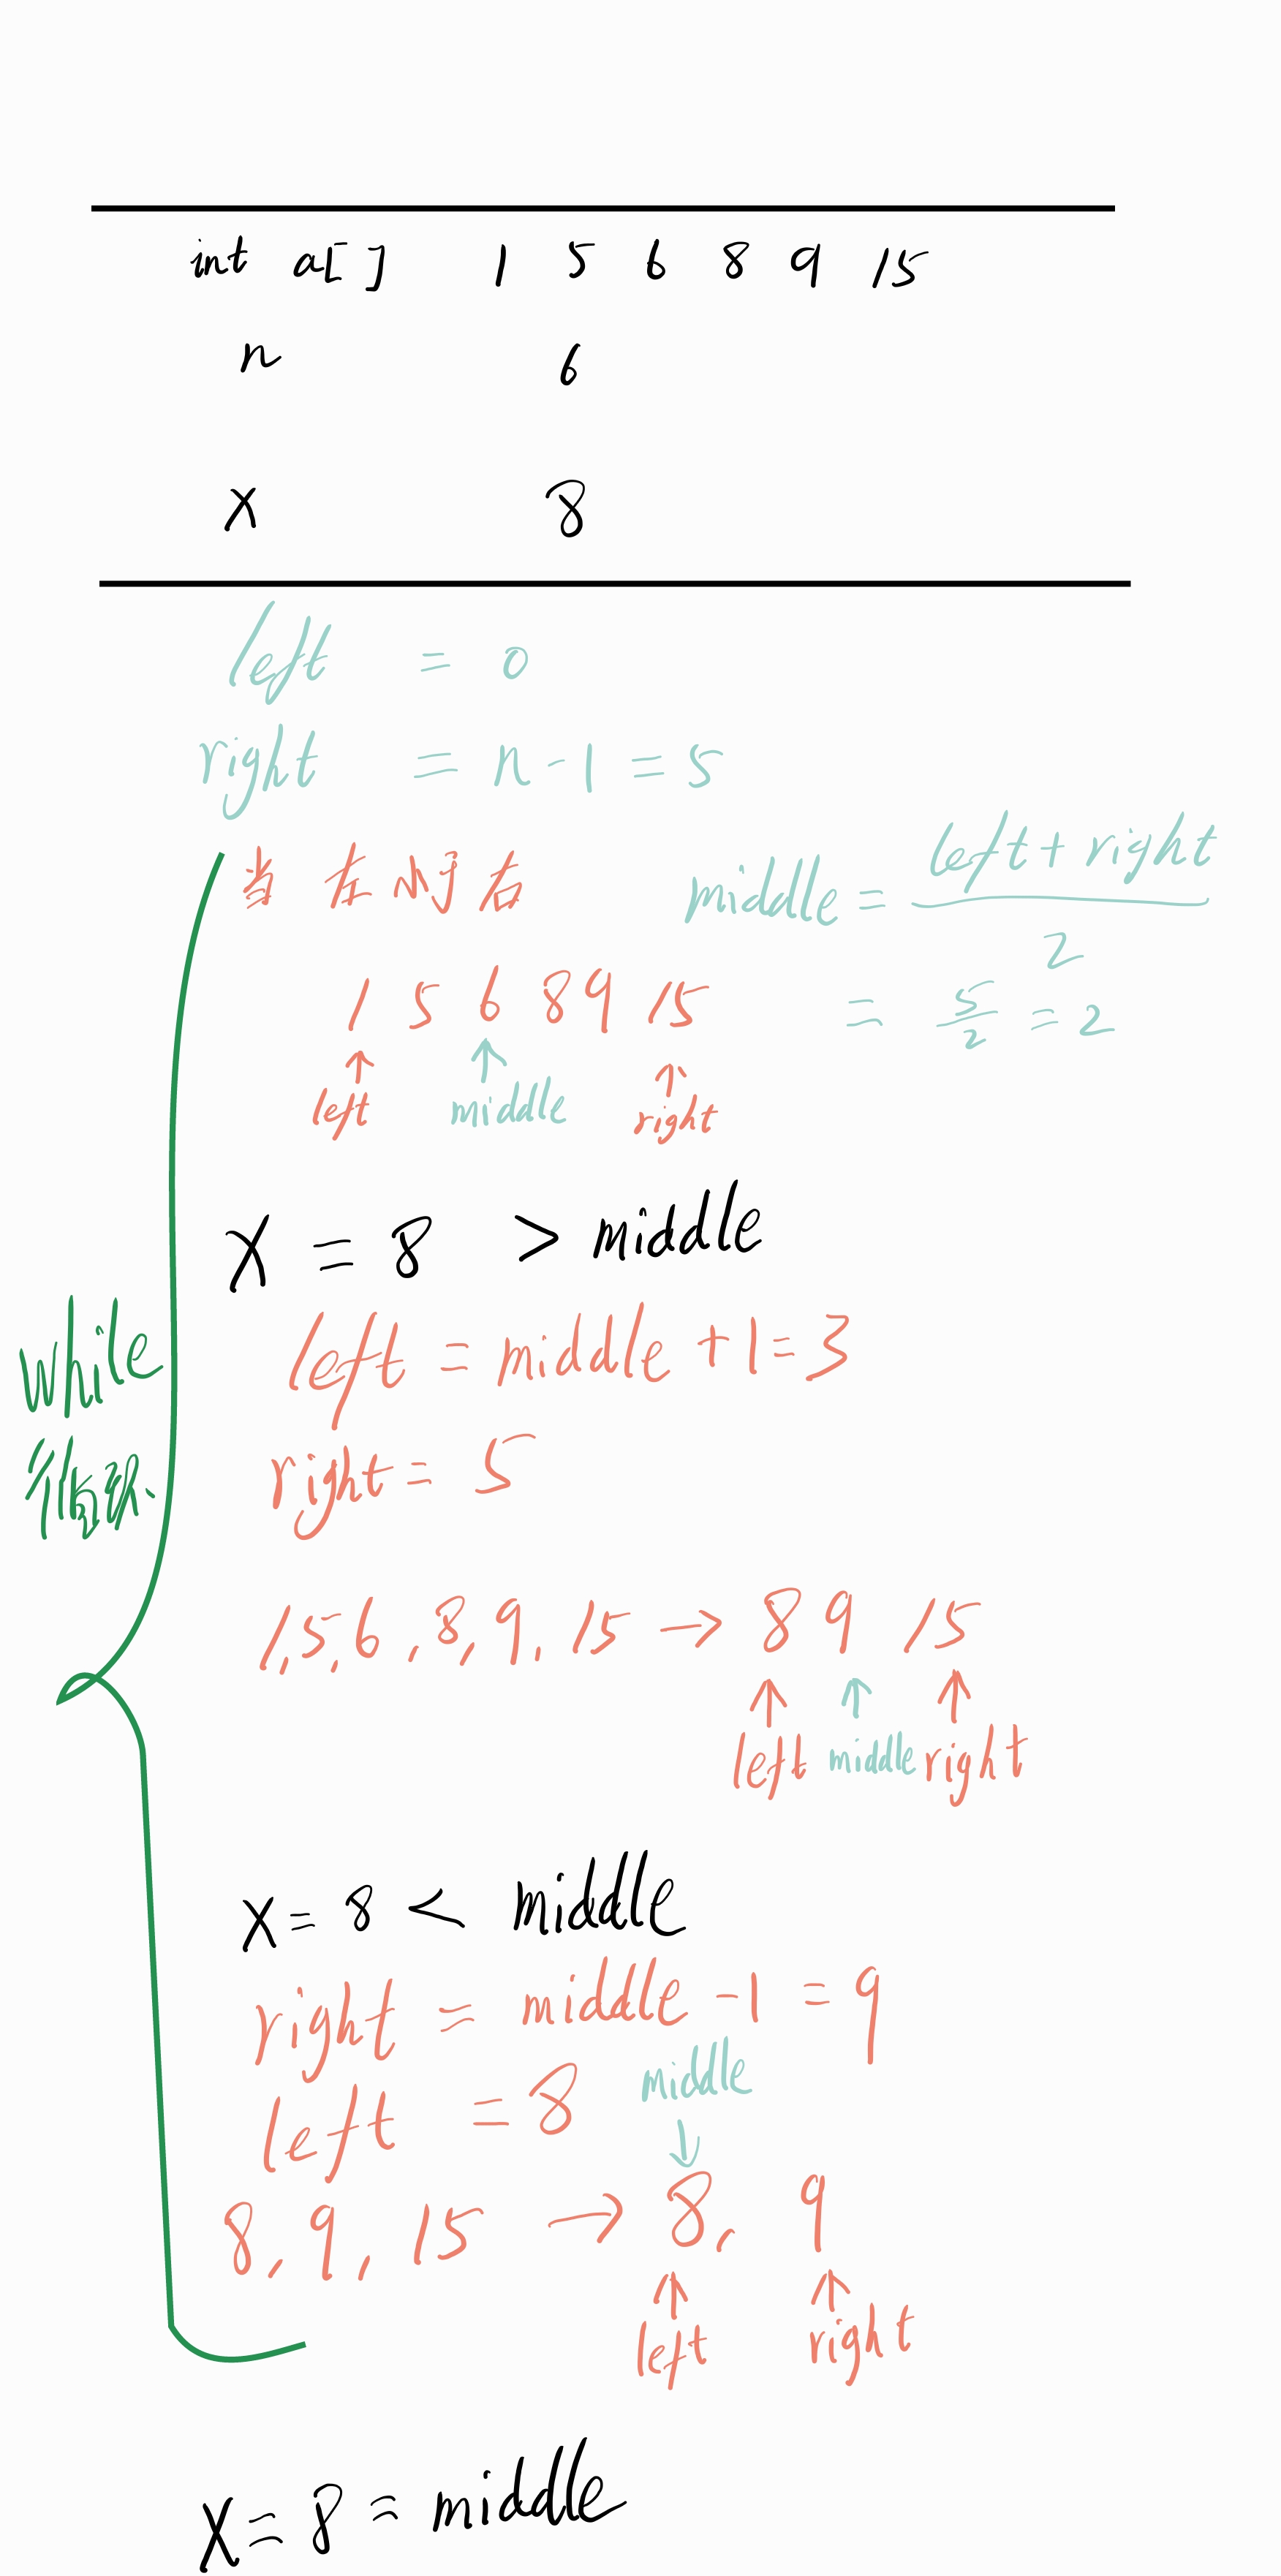 int a[] 1 5 6 8 9 15
n 6
x 8
left = 0
right = n - 1 = 5
当 左 小于 右
middle = left + right / 2
1 5 6 8 9 15
= 5/2 = 2
↑ ↑ ↑
left middle right
X = 8 > middle
left = middle + 1 = 3
while
循环
right = 5
1,5,6,8,9,15 → 8 9 15
↑ ↑ ↑
left middle right
X = 8 < middle
right = middle - 1 = 9
left = 8
middle
↓
8, 9, 15 → 8, 9
↑ ↑
left right
X = 8 = middle